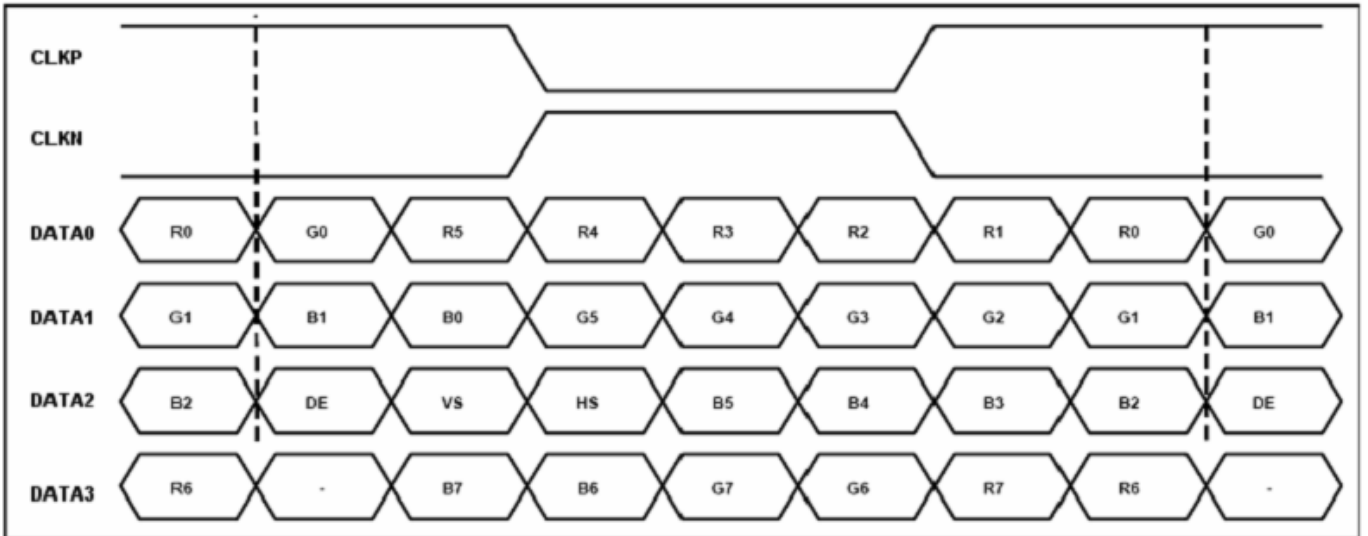 CLKP
CLKN
DATA0 R0 G0 R5 R4 R3 R2 R1 R0 G0
DATA1 G1 B1 B0 G5 G4 G3 G2 G1 B1
DATA2 B2 DE VS HS B5 B4 B3 B2 DE
DATA3 R6 - B7 B6 G7 G6 R7 R6 -